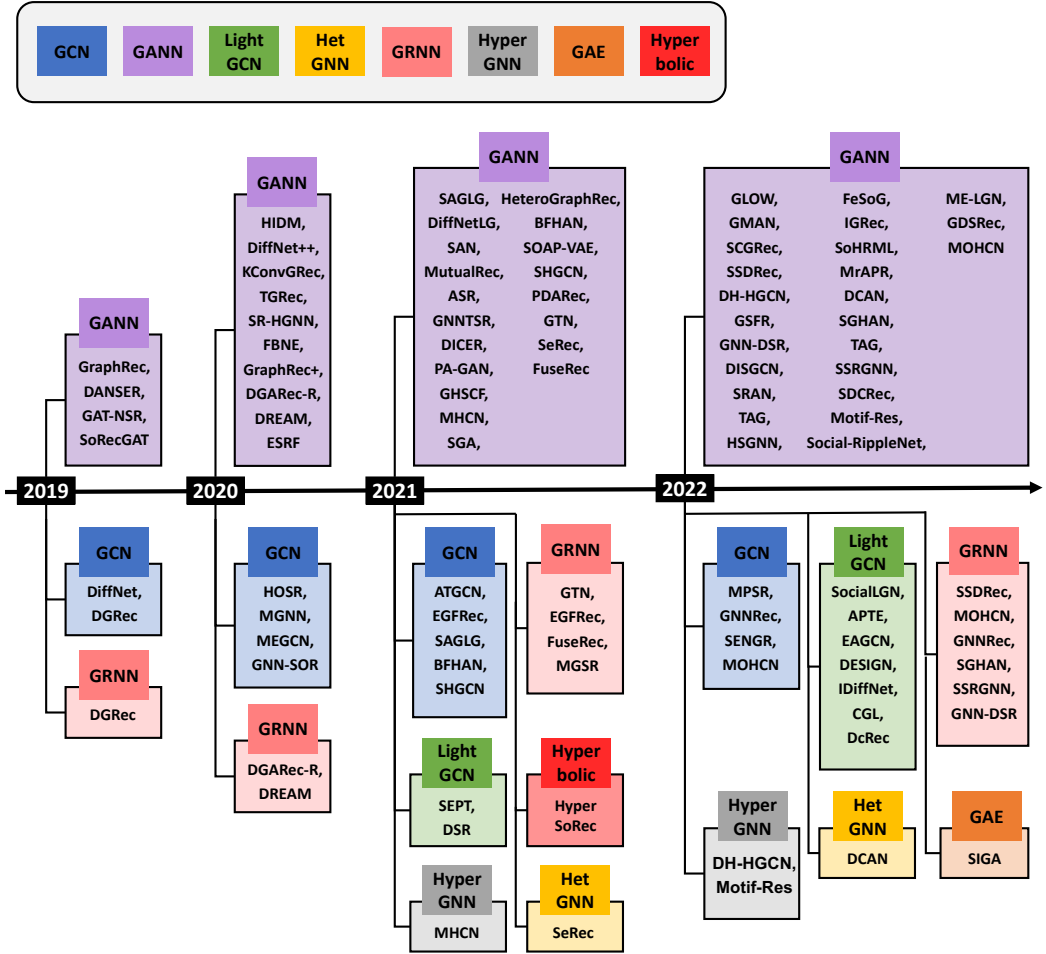 GCN
GANN
Light
GCN
Het
GNN
GRNN
Hyper
GNN
GAE
Hyper
bolic
GANN
GraphRec,
DANSER,
GAT-NSR,
SoRecGAT
GANN
HIDM,
DiffNet++,
KConvGRec,
TGRec,
SR-HGNN,
FBNE,
GraphRec+,
DGARec-R,
DREAM,
ESRF
GANN
SAGLG,
DiffNetLG,
SAN,
MutualRec,
ASR,
GNNTSR,
DICER,
PA-GAN,
GHSCF,
MHCN,
SGA,
HeteroGraphRec,
BFHAN,
SOAP-VAE,
SHGCN,
PDARec,
GTN,
SeRec,
FuseRec
GANN
GLOW,
GMAN,
SCGRec,
SSDRec,
DH-HGCN,
GSFR,
GNN-DSR,
DISGCN,
SRAN,
TAG,
HSGNN,
FeSoG,
IGRec,
SoHRML,
MrAPR,
DCAN,
SGHAN,
TAG,
SSRGNN,
SDCRec,
Motif-Res,
Social-RippleNet,
ME-LGN,
GDSRec,
MOHCN
2019
2020
2021
2022
GCN
DiffNet,
DGRec
GRNN
DGRec
GCN
HOSR,
MGNN,
MEGCN,
GNN-SOR
GRNN
DGARec-R,
DREAM
GCN
ATGCN,
EGFRec,
SAGLG,
BFHAN,
SHGCN
GRNN
GTN,
EGFRec,
FuseRec,
MGSR
Light
GCN
SEPT,
DSR
Hyper
bolic
Hyper
SoRec
Hyper
GNN
MHCN
Het
GNN
SeRec
GCN
MPSR,
GNNRec,
SENGR,
MOHCN
Light
GCN
SocialLGN,
APTE,
EAGCN,
DESIGN,
IDiffNet,
CGL,
DcRec
GRNN
SSDRec,
MOHCN,
GNNRec,
SGHAN,
SSRGNN,
GNN-DSR
Hyper
GNN
DH-HGCN,
Motif-Res
Het
GNN
DCAN
GAE
SIGA